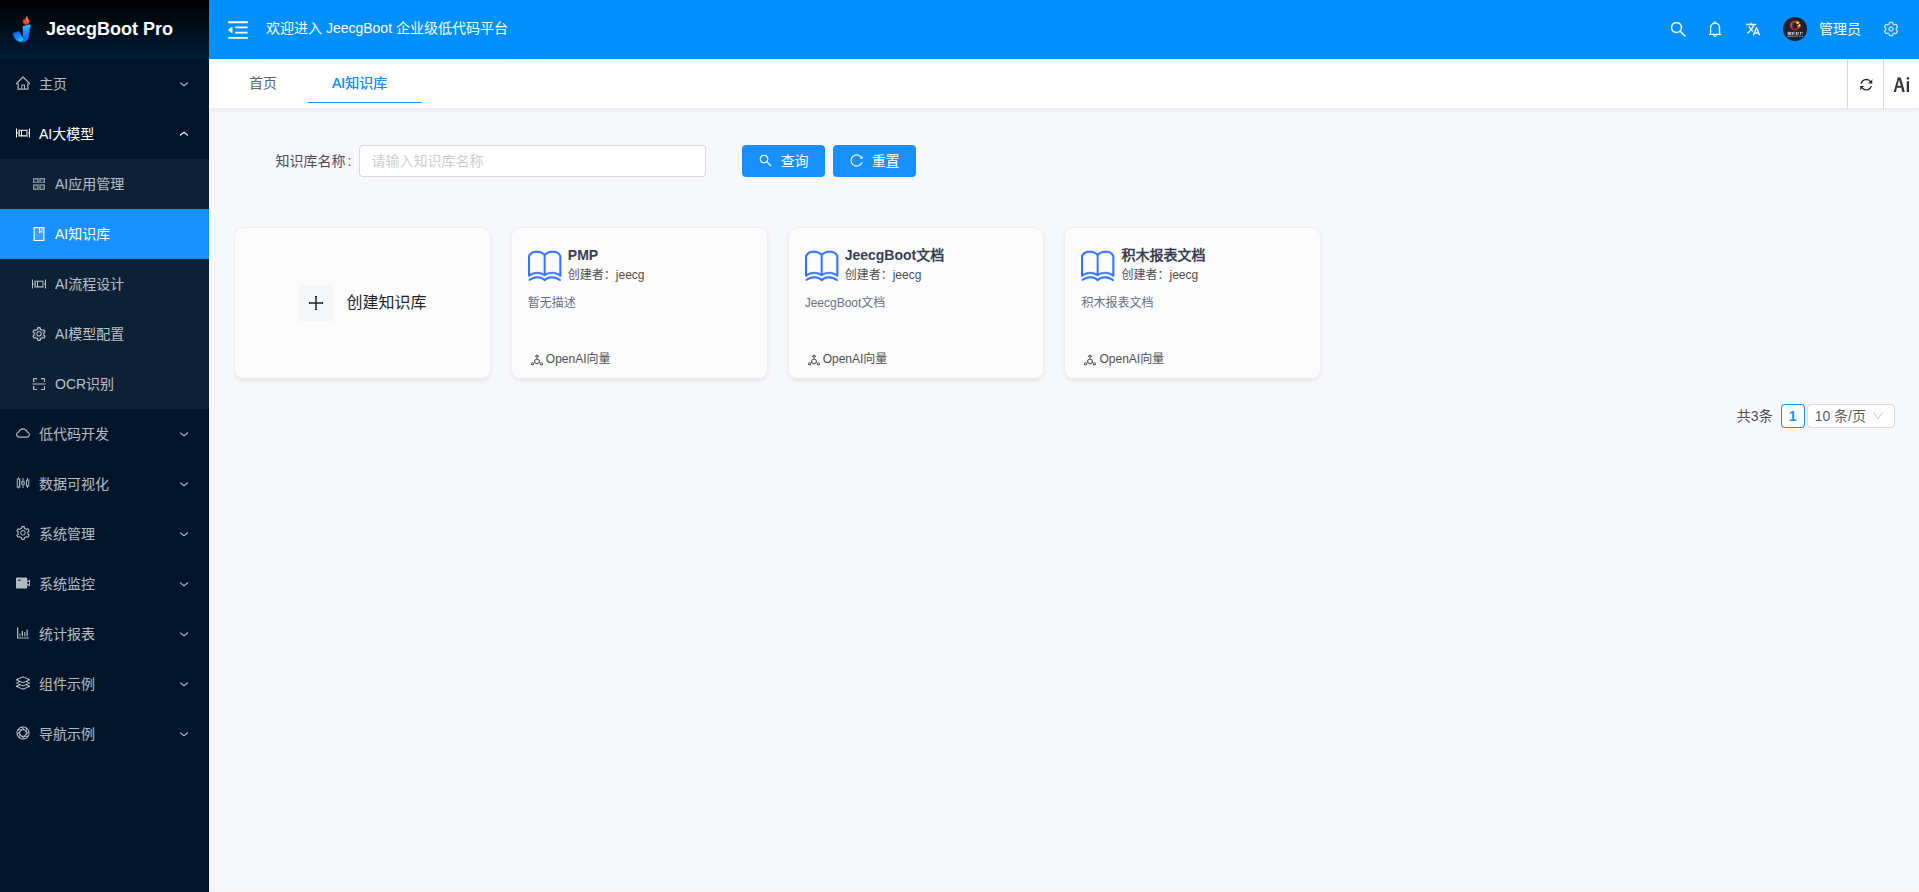 JeecgBoot Pro
欢迎进入 JeecgBoot 企业级低代码平台
管理员
主页
AI大模型
AI应用管理
AI知识库
AI流程设计
AI模型配置
OCR识别
低代码开发
数据可视化
系统管理
系统监控
统计报表
组件示例
导航示例
首页
AI知识库
Ai
知识库名称:
请输入知识库名称
查询
重置
创建知识库
PMP
创建者：jeecg
暂无描述
OpenAI向量
JeecgBoot文档
创建者：jeecg
JeecgBoot文档
OpenAI向量
积木报表文档
创建者：jeecg
积木报表文档
OpenAI向量
共3条
1
10 条/页